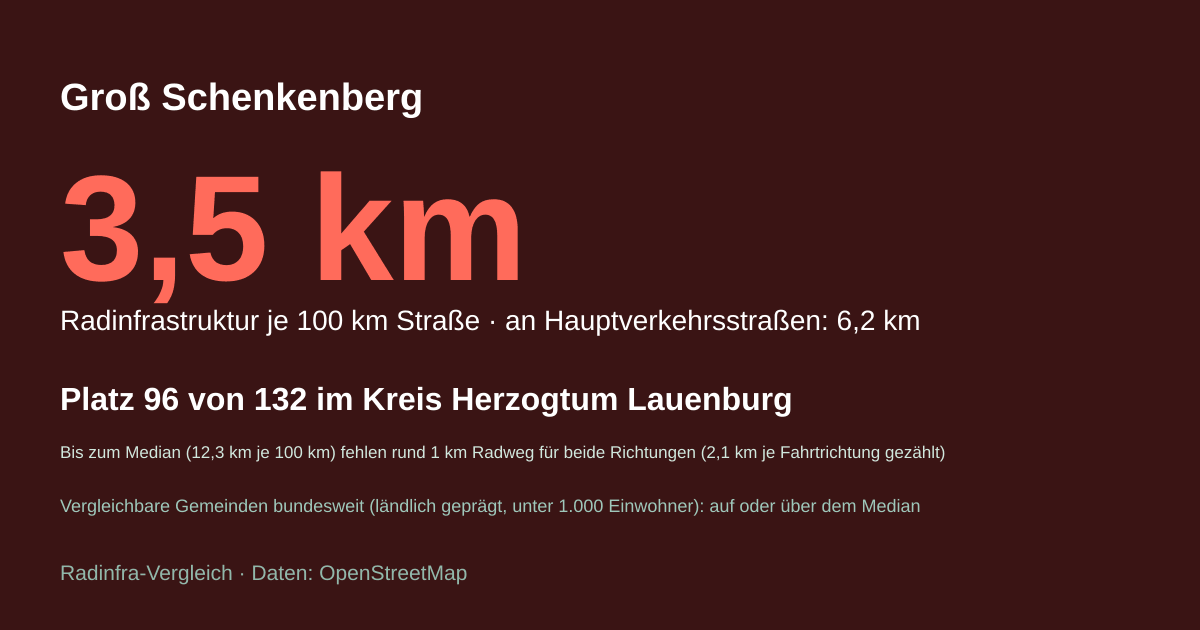 Groß Schenkenberg
3,5 km
Radinfrastruktur je 100 km Straße · an Hauptverkehrsstraßen: 6,2 km
Platz 96 von 132 im Kreis Herzogtum Lauenburg
Bis zum Median (12,3 km je 100 km) fehlen rund 1 km Radweg für beide Richtungen (2,1 km je Fahrtrichtung gezählt)
Vergleichbare Gemeinden bundesweit (ländlich geprägt, unter 1.000 Einwohner): auf oder über dem Median
Radinfra-Vergleich · Daten: OpenStreetMap